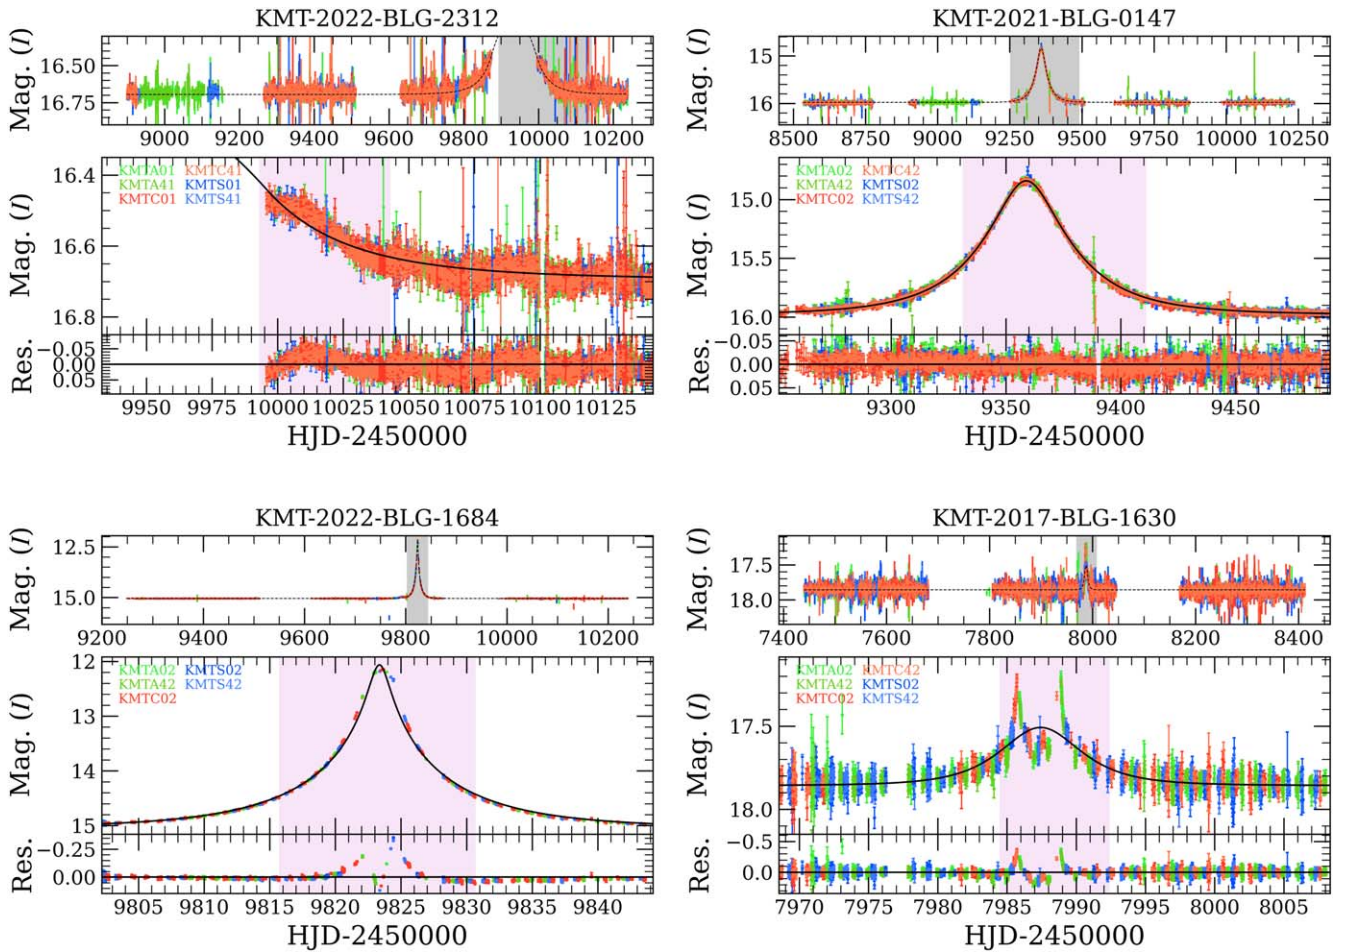 KMT-2022-BLG-2312
Mag. (I)
16.50
16.75
9000 9200 9400 9600 9800 10000 10200
KMTA01 KMTC41
KMTA41 KMTS01
KMTC01 KMTS41
Mag. (I)
16.4
16.6
16.8
Res.
−0.05
0.00
0.05
9950 9975 10000 10025 10050 10075 10100 10125
HJD-2450000
KMT-2021-BLG-0147
Mag. (I)
15
16
8500 8750 9000 9250 9500 9750 10000 10250
KMTA02 KMTC42
KMTA42 KMTS02
KMTC02 KMTS42
Mag. (I)
15.0
15.5
16.0
Res.
−0.05
0.00
0.05
9300 9350 9400 9450
HJD-2450000
KMT-2022-BLG-1684
Mag. (I)
12.5
15.0
9200 9400 9600 9800 10000 10200
KMTA02 KMTS02
KMTA42 KMTS42
KMTC02
Mag. (I)
12
13
14
15
Res.
−0.25
0.00
9805 9810 9815 9820 9825 9830 9835 9840
HJD-2450000
KMT-2017-BLG-1630
Mag. (I)
17.5
18.0
7400 7600 7800 8000 8200 8400
KMTA02 KMTC42
KMTA42 KMTS02
KMTC02 KMTS42
Mag. (I)
17.5
18.0
Res.
−0.5
0.0
7970 7975 7980 7985 7990 7995 8000 8005
HJD-2450000